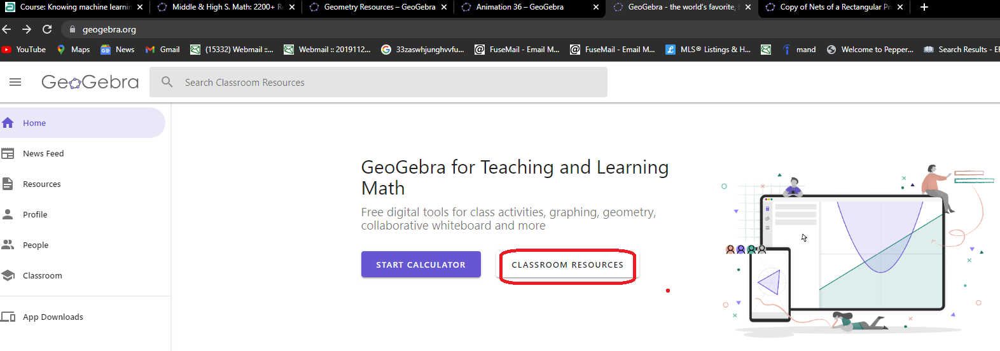 Course: Knowing machine learnin
Middle & High S. Math: 2200+ R
Geometry Resources – GeoGebra
Animation 36 – GeoGebra
GeoGebra - the world's favorite,
Copy of Nets of a Rectangular Pr
geogebra.org
YouTube
Maps
News
Gmail
(15332) Webmail ::...
Webmail :: 2019112...
33zaswhjunghvvfu...
FuseMail - Email M...
FuseMail - Email M...
MLS® Listings & H...
mand
Welcome to Pepper...
Search Results - EF
GeoGebra
Search Classroom Resources
Home
News Feed
Resources
Profile
People
Classroom
App Downloads
GeoGebra for Teaching and Learning
Math
Free digital tools for class activities, graphing, geometry,
collaborative whiteboard and more
START CALCULATOR
CLASSROOM RESOURCES